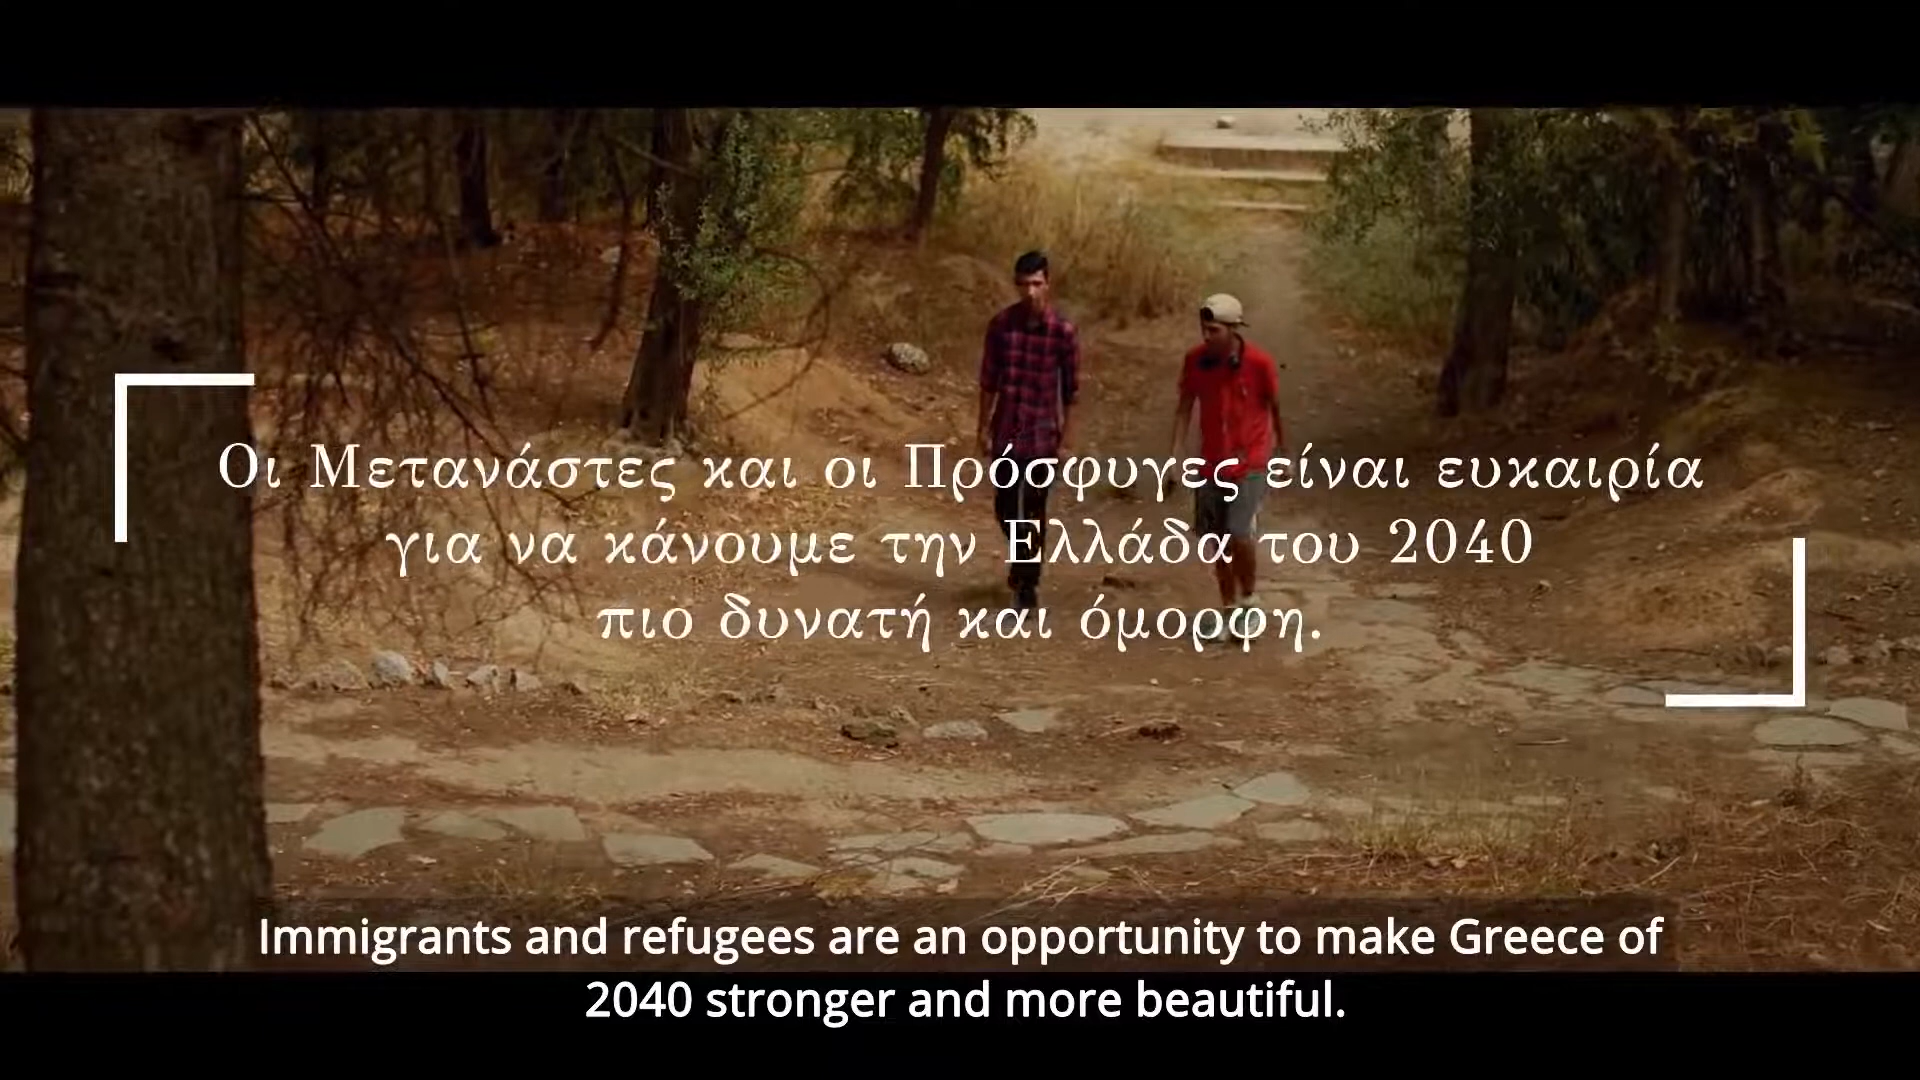 Οι Μετανάστες και οι Πρόσφυγες είναι ευκαιρία
για να κάνουμε την Ελλάδα του 2040
πιο δυνατή και όμορφη.
Immigrants and refugees are an opportunity to make Greece of
2040 stronger and more beautiful.